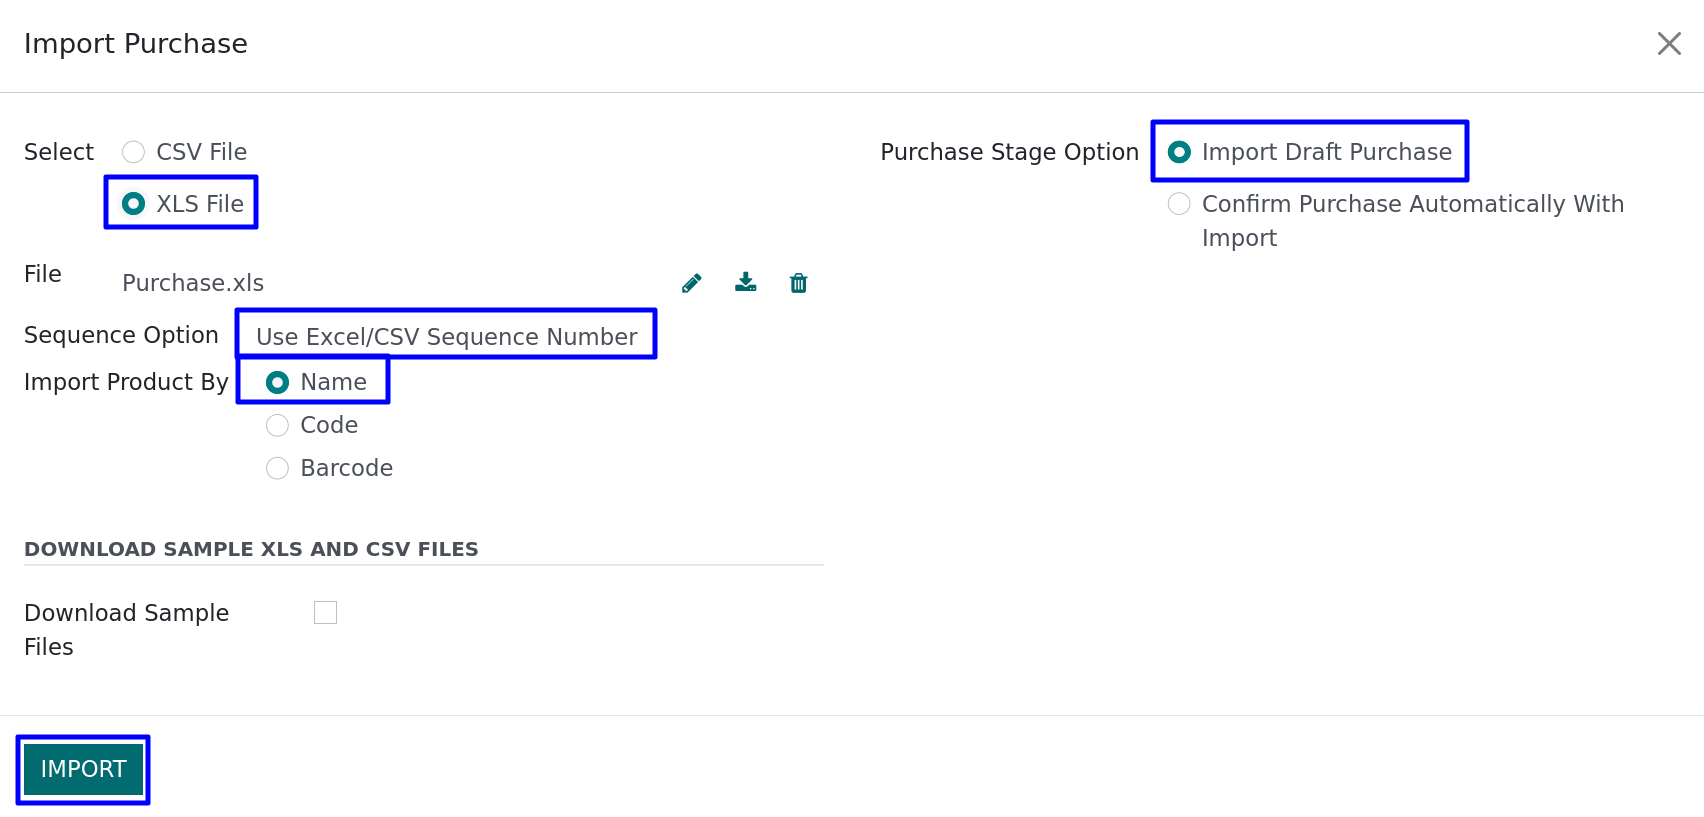 Import Purchase
Select
CSV File
XLS File
File
Purchase.xls
Sequence Option
Use Excel/CSV Sequence Number
Import Product By
Name
Code
Barcode
Purchase Stage Option
Import Draft Purchase
Confirm Purchase Automatically With
Import
DOWNLOAD SAMPLE XLS AND CSV FILES
Download Sample
Files
IMPORT